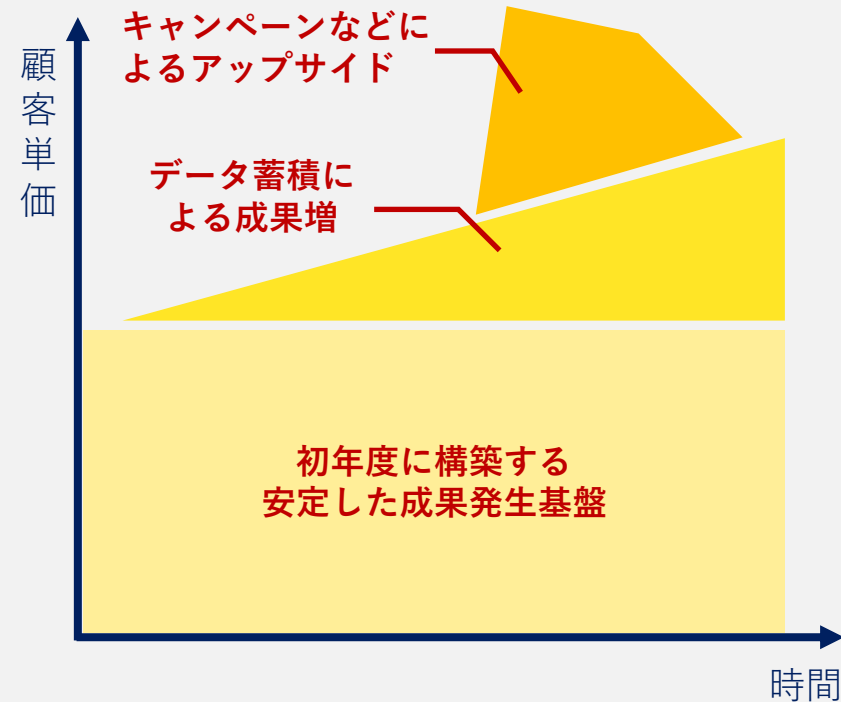 顧客単価
キャンペーンなどに
よるアップサイド
データ蓄積に
よる成果増
初年度に構築する
安定した成果発生基盤
時間